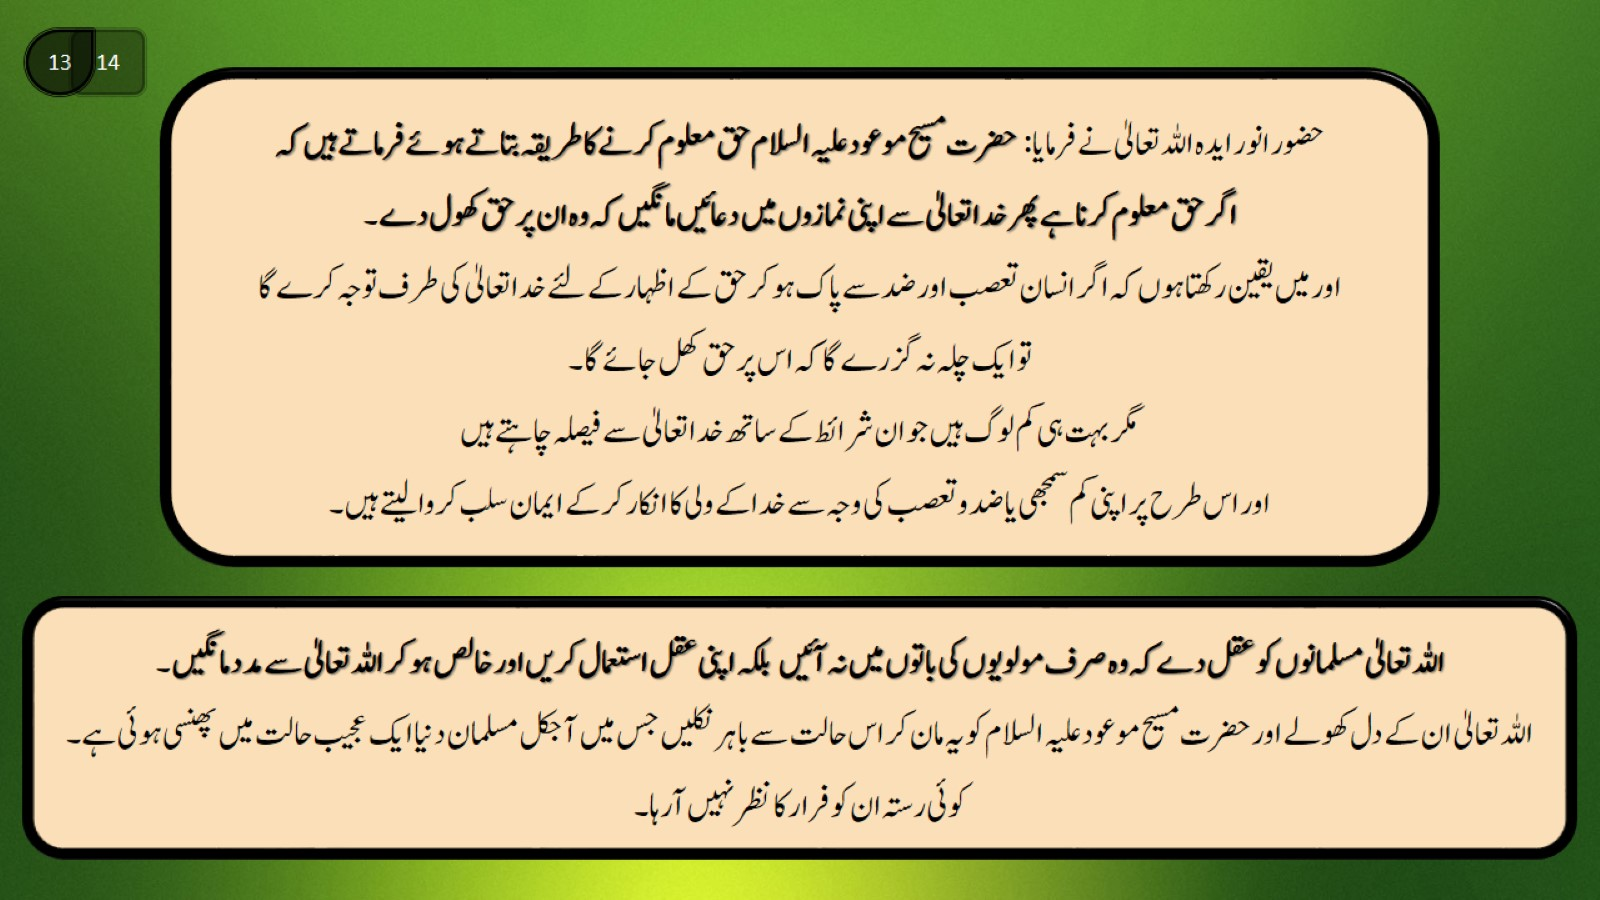 13 14
حضور انور ایدہ اللہ تعالیٰ نے فرمایا: حضرت مسیح موعود علیہ السلام حق معلوم کرنے کا طریقہ بتاتے ہوئے فرماتے ہیں کہ
اگر حق معلوم کرنا ہے پھر خدا تعالیٰ سے اپنی نمازوں میں دعائیں مانگیں کہ وہ ان پر حق کھول دے۔
اور میں یقین رکھتا ہوں کہ اگر انسان تعصب اور ضد سے پاک ہو کر حق کے اظہار کے لئے خدا تعالیٰ کی طرف توجہ کرے گا
تو ایک چلہ نہ گزرے گا کہ اس پر حق کھل جائے گا۔
مگر بہت ہی کم لوگ ہیں جو ان شرائط کے ساتھ خدا تعالیٰ سے فیصلہ چاہتے ہیں
اور اس طرح پر اپنی کم سمجھی یا ضد و تعصب کی وجہ سے خدا کے ولی کا انکار کر کے ایمان سلب کروا لیتے ہیں۔
اللہ تعالیٰ مسلمانوں کو عقل دے کہ وہ صرف مولویوں کی باتوں میں نہ آئیں بلکہ اپنی عقل استعمال کریں اور خالص ہو کر اللہ تعالیٰ سے مدد مانگیں۔
اللہ تعالیٰ ان کے دل کھولے اور حضرت مسیح موعود علیہ السلام کو یہ مان کر اس حالت سے باہر نکلیں جس میں آجکل مسلمان دنیا ایک عجیب حالت میں پھنسی ہوئی ہے۔
کوئی رستہ ان کو فرار کا نظر نہیں آرہا۔